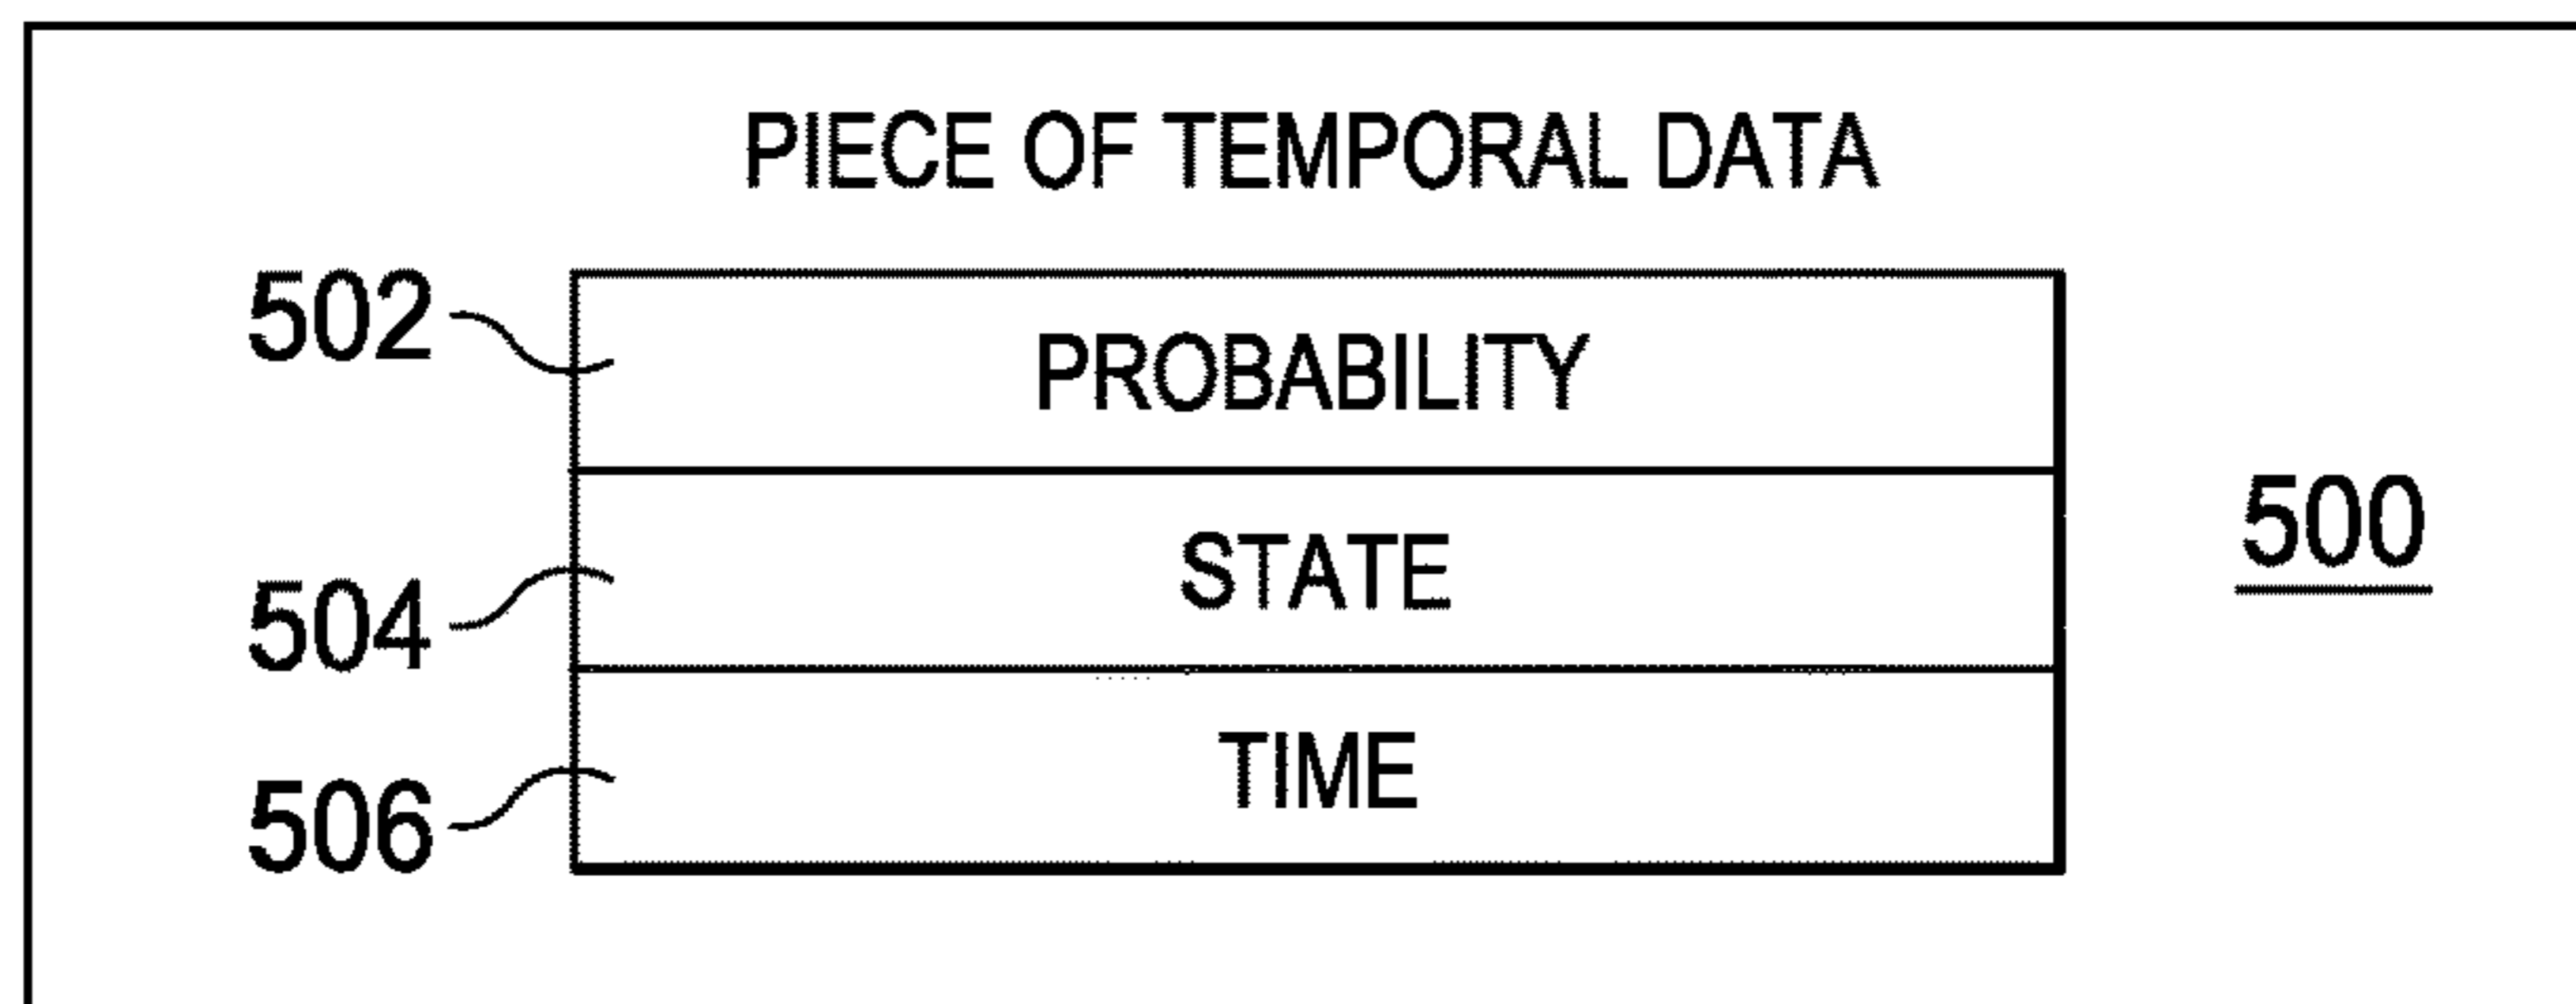 PIECE OF TEMPORAL DATA
502
PROBABILITY
504
STATE
500
506
TIME